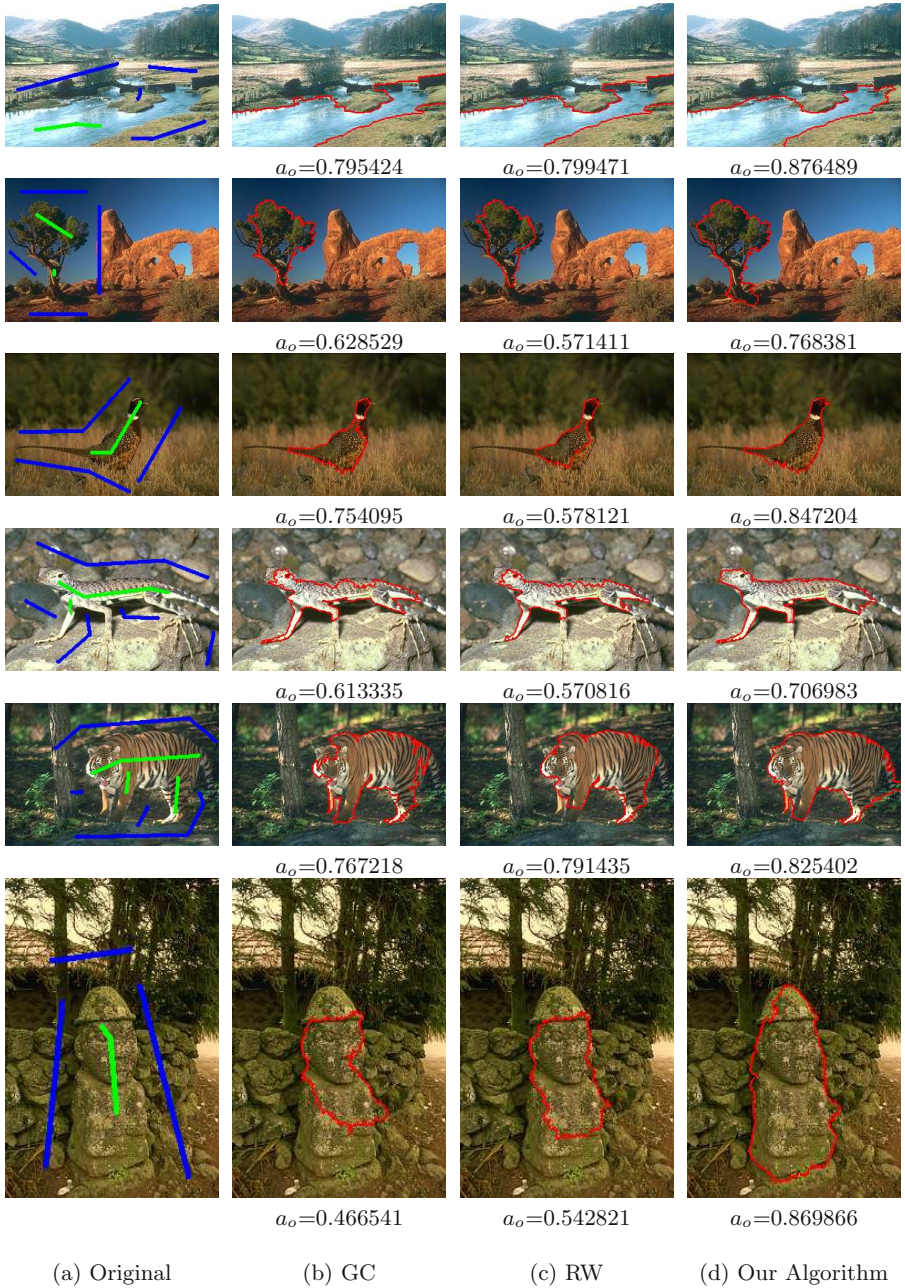 a_o=0.795424 a_o=0.799471 a_o=0.876489
a_o=0.628529 a_o=0.571411 a_o=0.768381
a_o=0.754095 a_o=0.578121 a_o=0.847204
a_o=0.613335 a_o=0.570816 a_o=0.706983
a_o=0.767218 a_o=0.791435 a_o=0.825402
a_o=0.466541 a_o=0.542821 a_o=0.869866
(a) Original (b) GC (c) RW (d) Our Algorithm